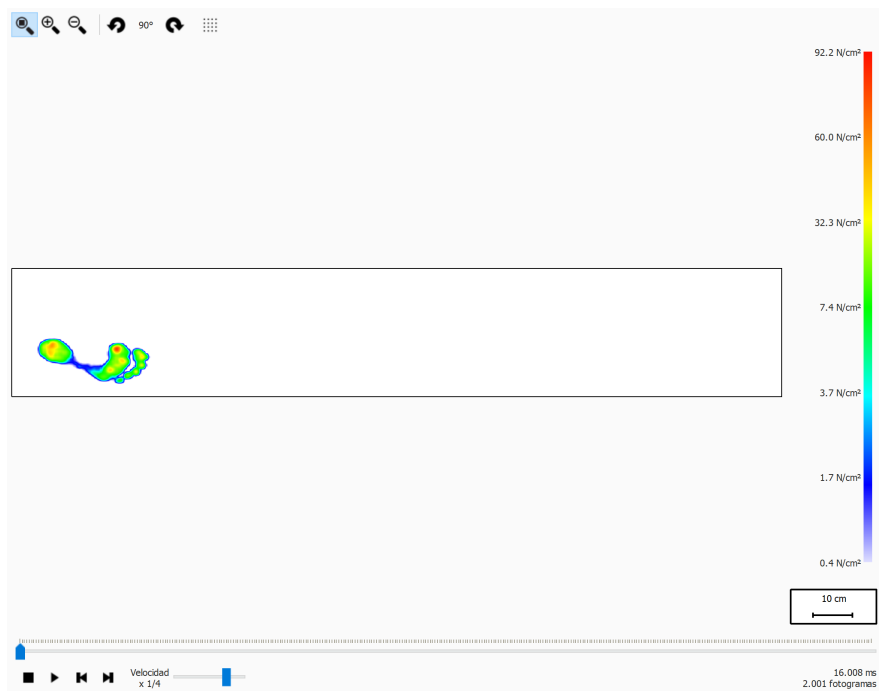 90°
92.2 N/cm²
60.0 N/cm²
32.3 N/cm²
7.4 N/cm²
3.7 N/cm²
1.7 N/cm²
0.4 N/cm²
10 cm
Velocidad
x 1/4
16.008 ms
2.001 fotogramas